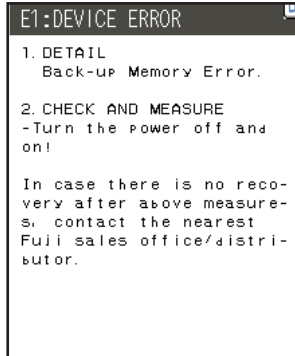 E1:DEVICE ERROR
1. DETAIL
Back-up Memory Error.
2. CHECK AND MEASURE
-Turn the power off and
on!
In case there is no reco-
very after above measure-
s, contact the nearest
Fuji sales office/distri-
butor.